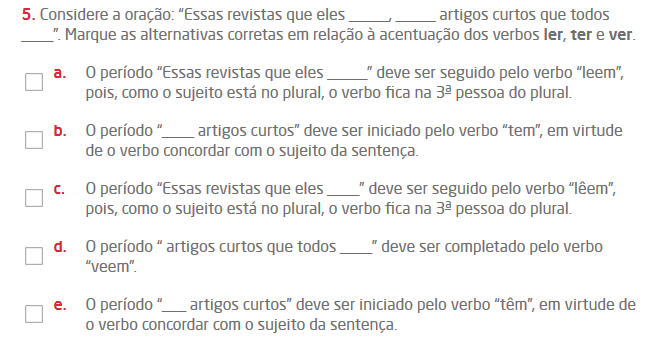 5. Considere a oração: “Essas revistas que eles ______, ______ artigos curtos que todos
_____”. Marque as alternativas corretas em relação à acentuação dos verbos ler, ter e ver.
a. O período “Essas revistas que eles ______” deve ser seguido pelo verbo “leem”,
pois, como o sujeito está no plural, o verbo fica na 3ª pessoa do plural.
b. O período “_____ artigos curtos” deve ser iniciado pelo verbo “tem”, em virtude
de o verbo concordar com o sujeito da sentença.
c. O período “Essas revistas que eles _____” deve ser seguido pelo verbo “lêem”,
pois, como o sujeito está no plural, o verbo fica na 3ª pessoa do plural.
d. O período “ artigos curtos que todos _____” deve ser completado pelo verbo
“veem”.
e. O período “____ artigos curtos” deve ser iniciado pelo verbo “têm”, em virtude de
o verbo concordar com o sujeito da sentença.